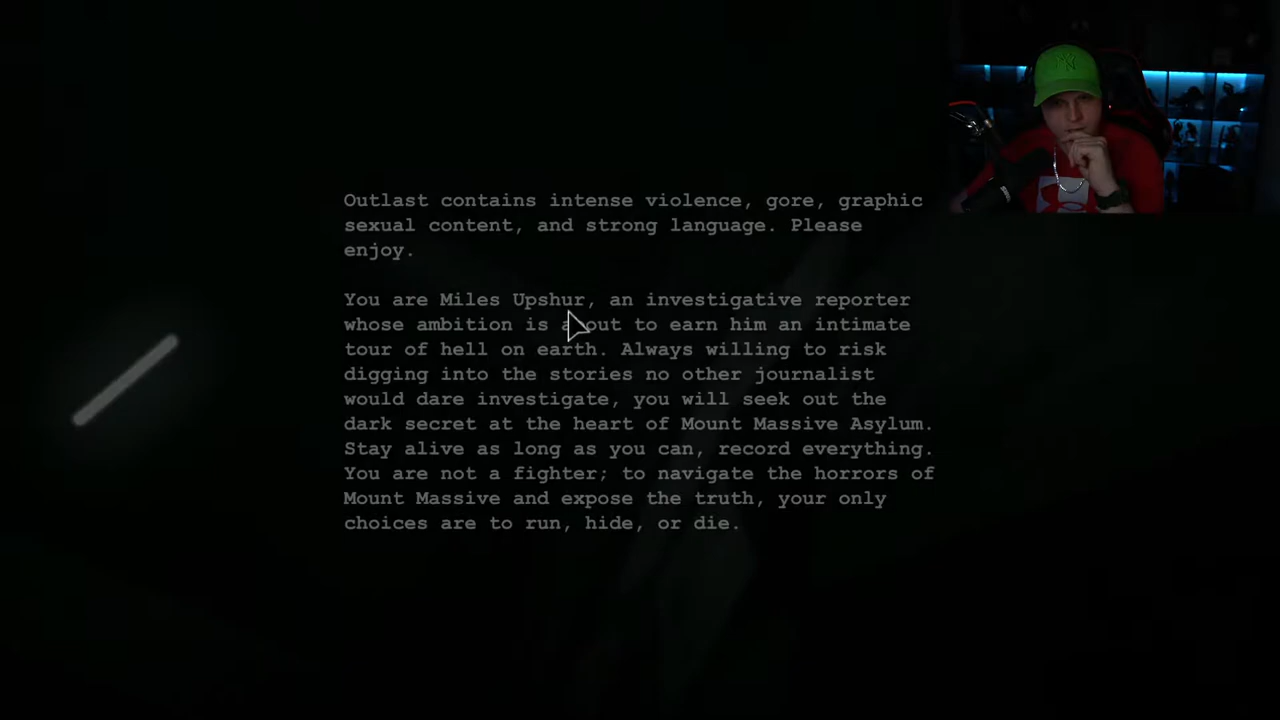 Outlast contains intense violence, gore, graphic
sexual content, and strong language. Please
enjoy.
You are Miles Upshur, an investigative reporter
whose ambition is about to earn him an intimate
tour of hell on earth. Always willing to risk
digging into the stories no other journalist
would dare investigate, you will seek out the
dark secret at the heart of Mount Massive Asylum.
Stay alive as long as you can, record everything.
You are not a fighter; to navigate the horrors of
Mount Massive and expose the truth, your only
choices are to run, hide, or die.